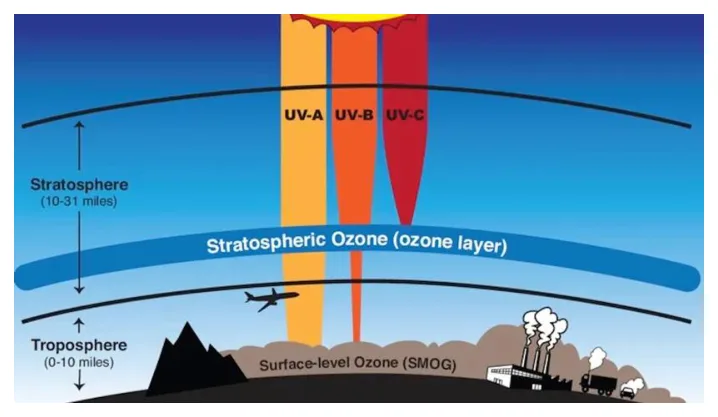 UV-A
UV-B
UV-C
Stratosphere
(10-31 miles)
Stratospheric Ozone (ozone layer)
Troposphere
(0-10 miles)
Surface-level Ozone (SMOG)